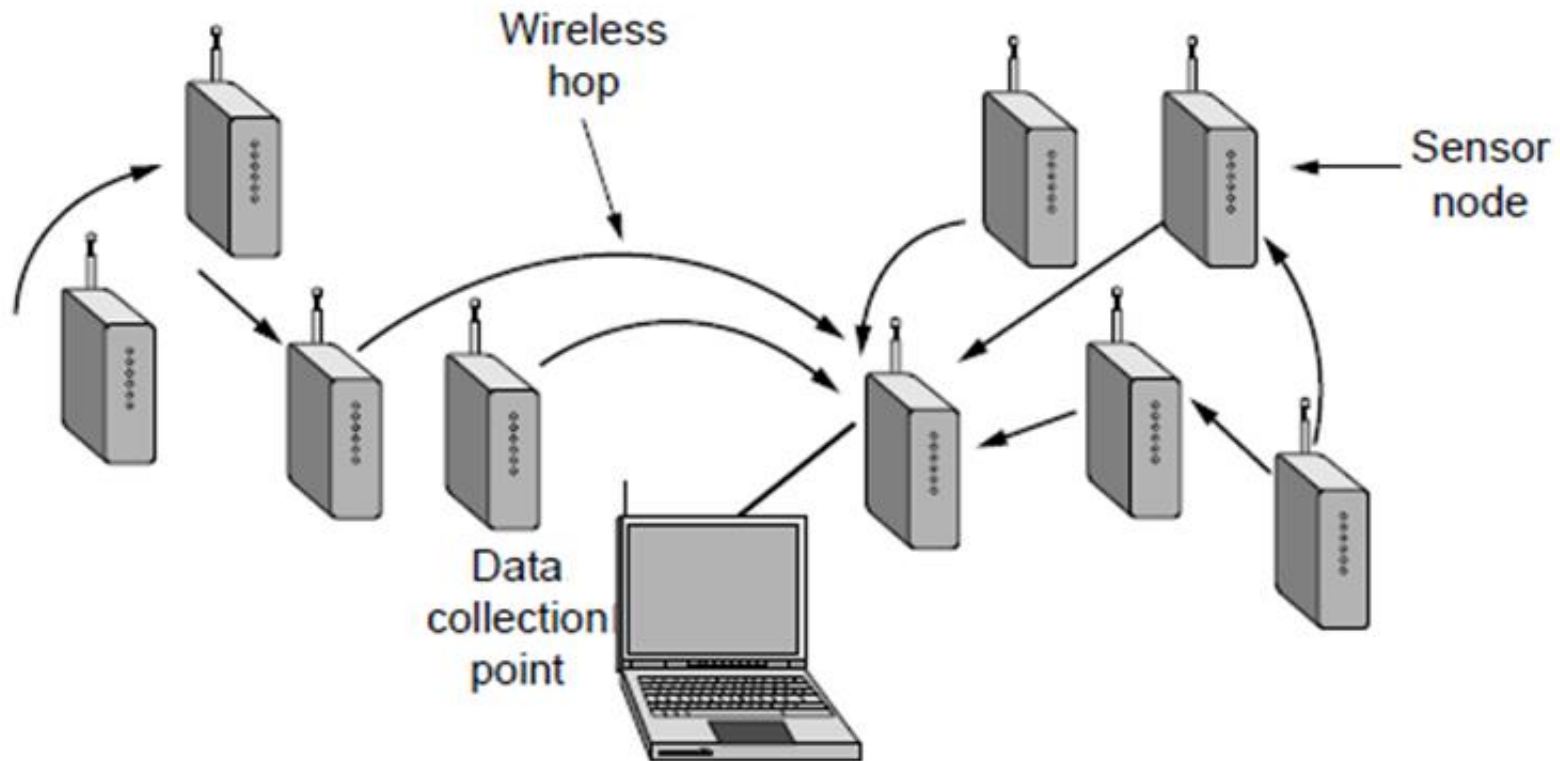 Wireless
hop
Sensor
node
Data
collection
point